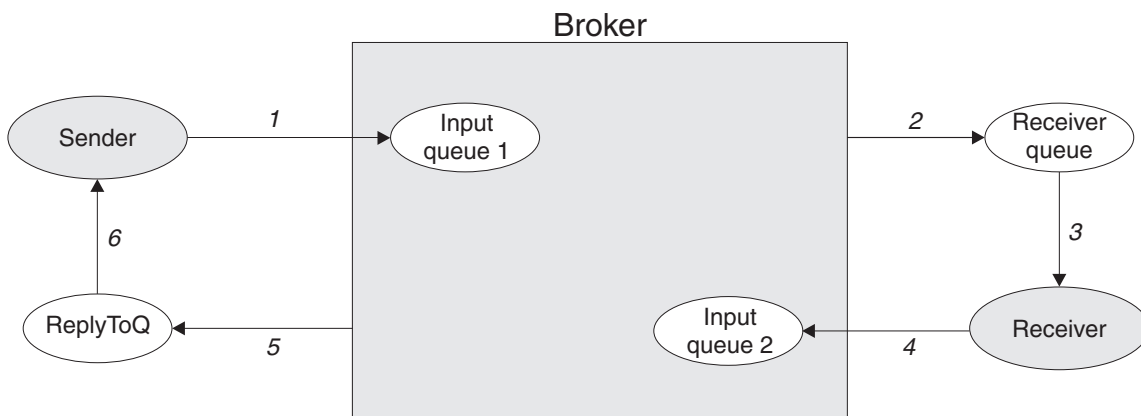 Broker
Sender
1
Input
queue 1
2
Receiver
queue
6
3
ReplyToQ
5
Input
queue 2
4
Receiver